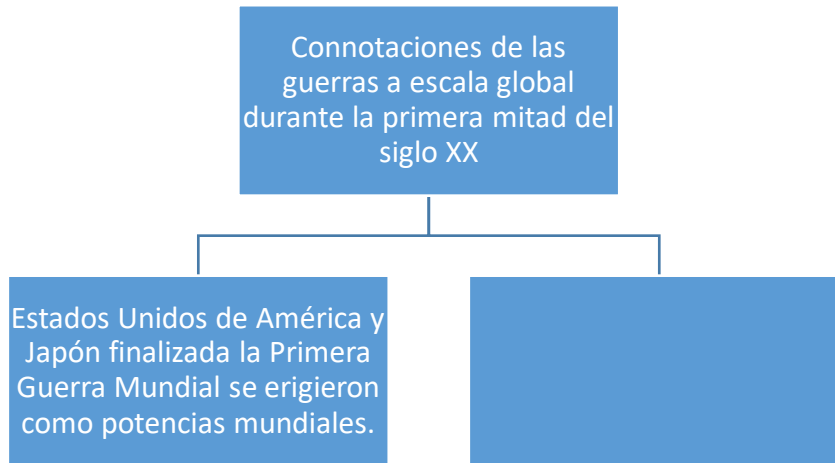 Connotaciones de las
guerras a escala global
durante la primera mitad del
siglo XX
Estados Unidos de América y
Japón finalizada la Primera
Guerra Mundial se erigieron
como potencias mundiales.